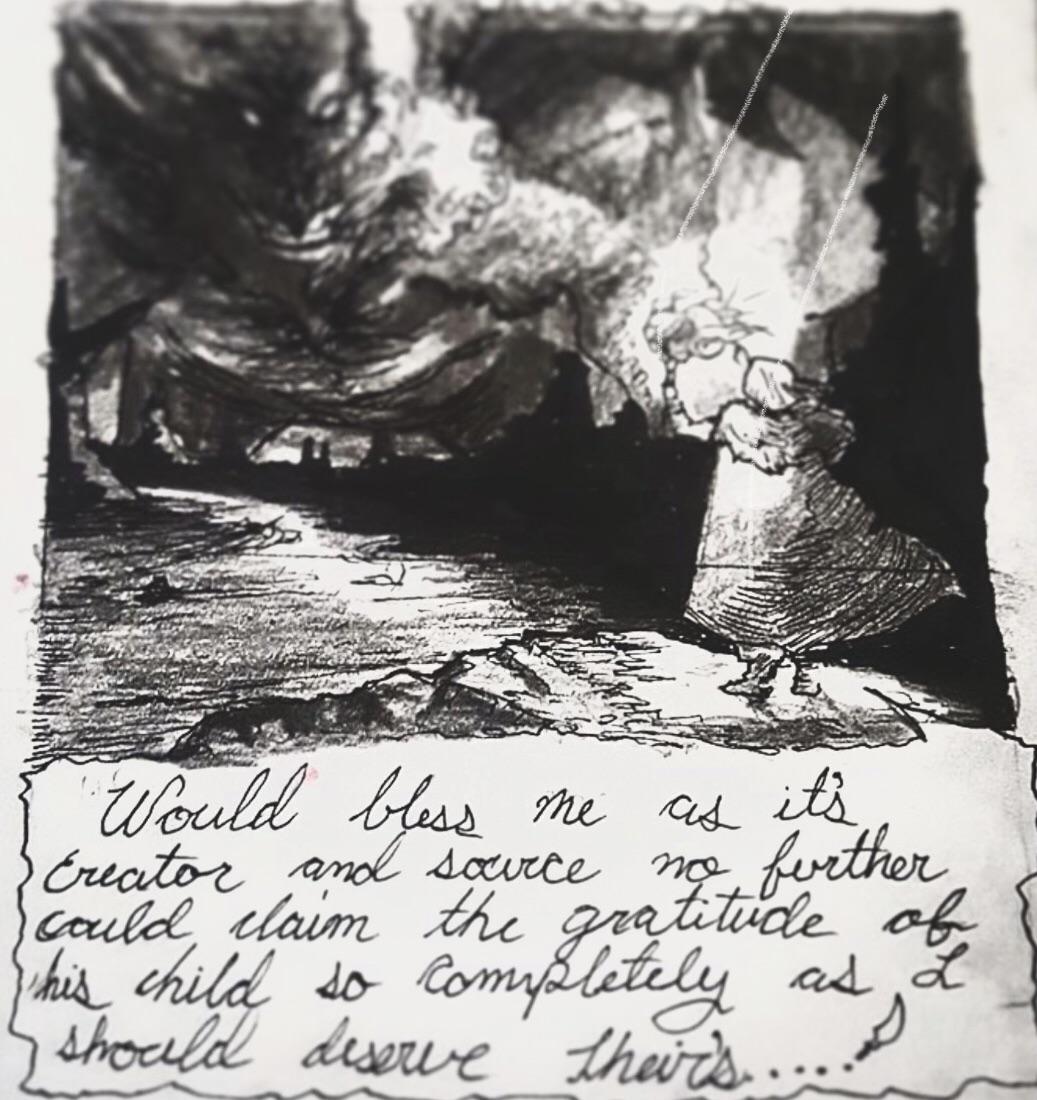 Would bless me as it's
creator and source no further
could claim the gratitude of
his child so completely as I
should deserve their's.....